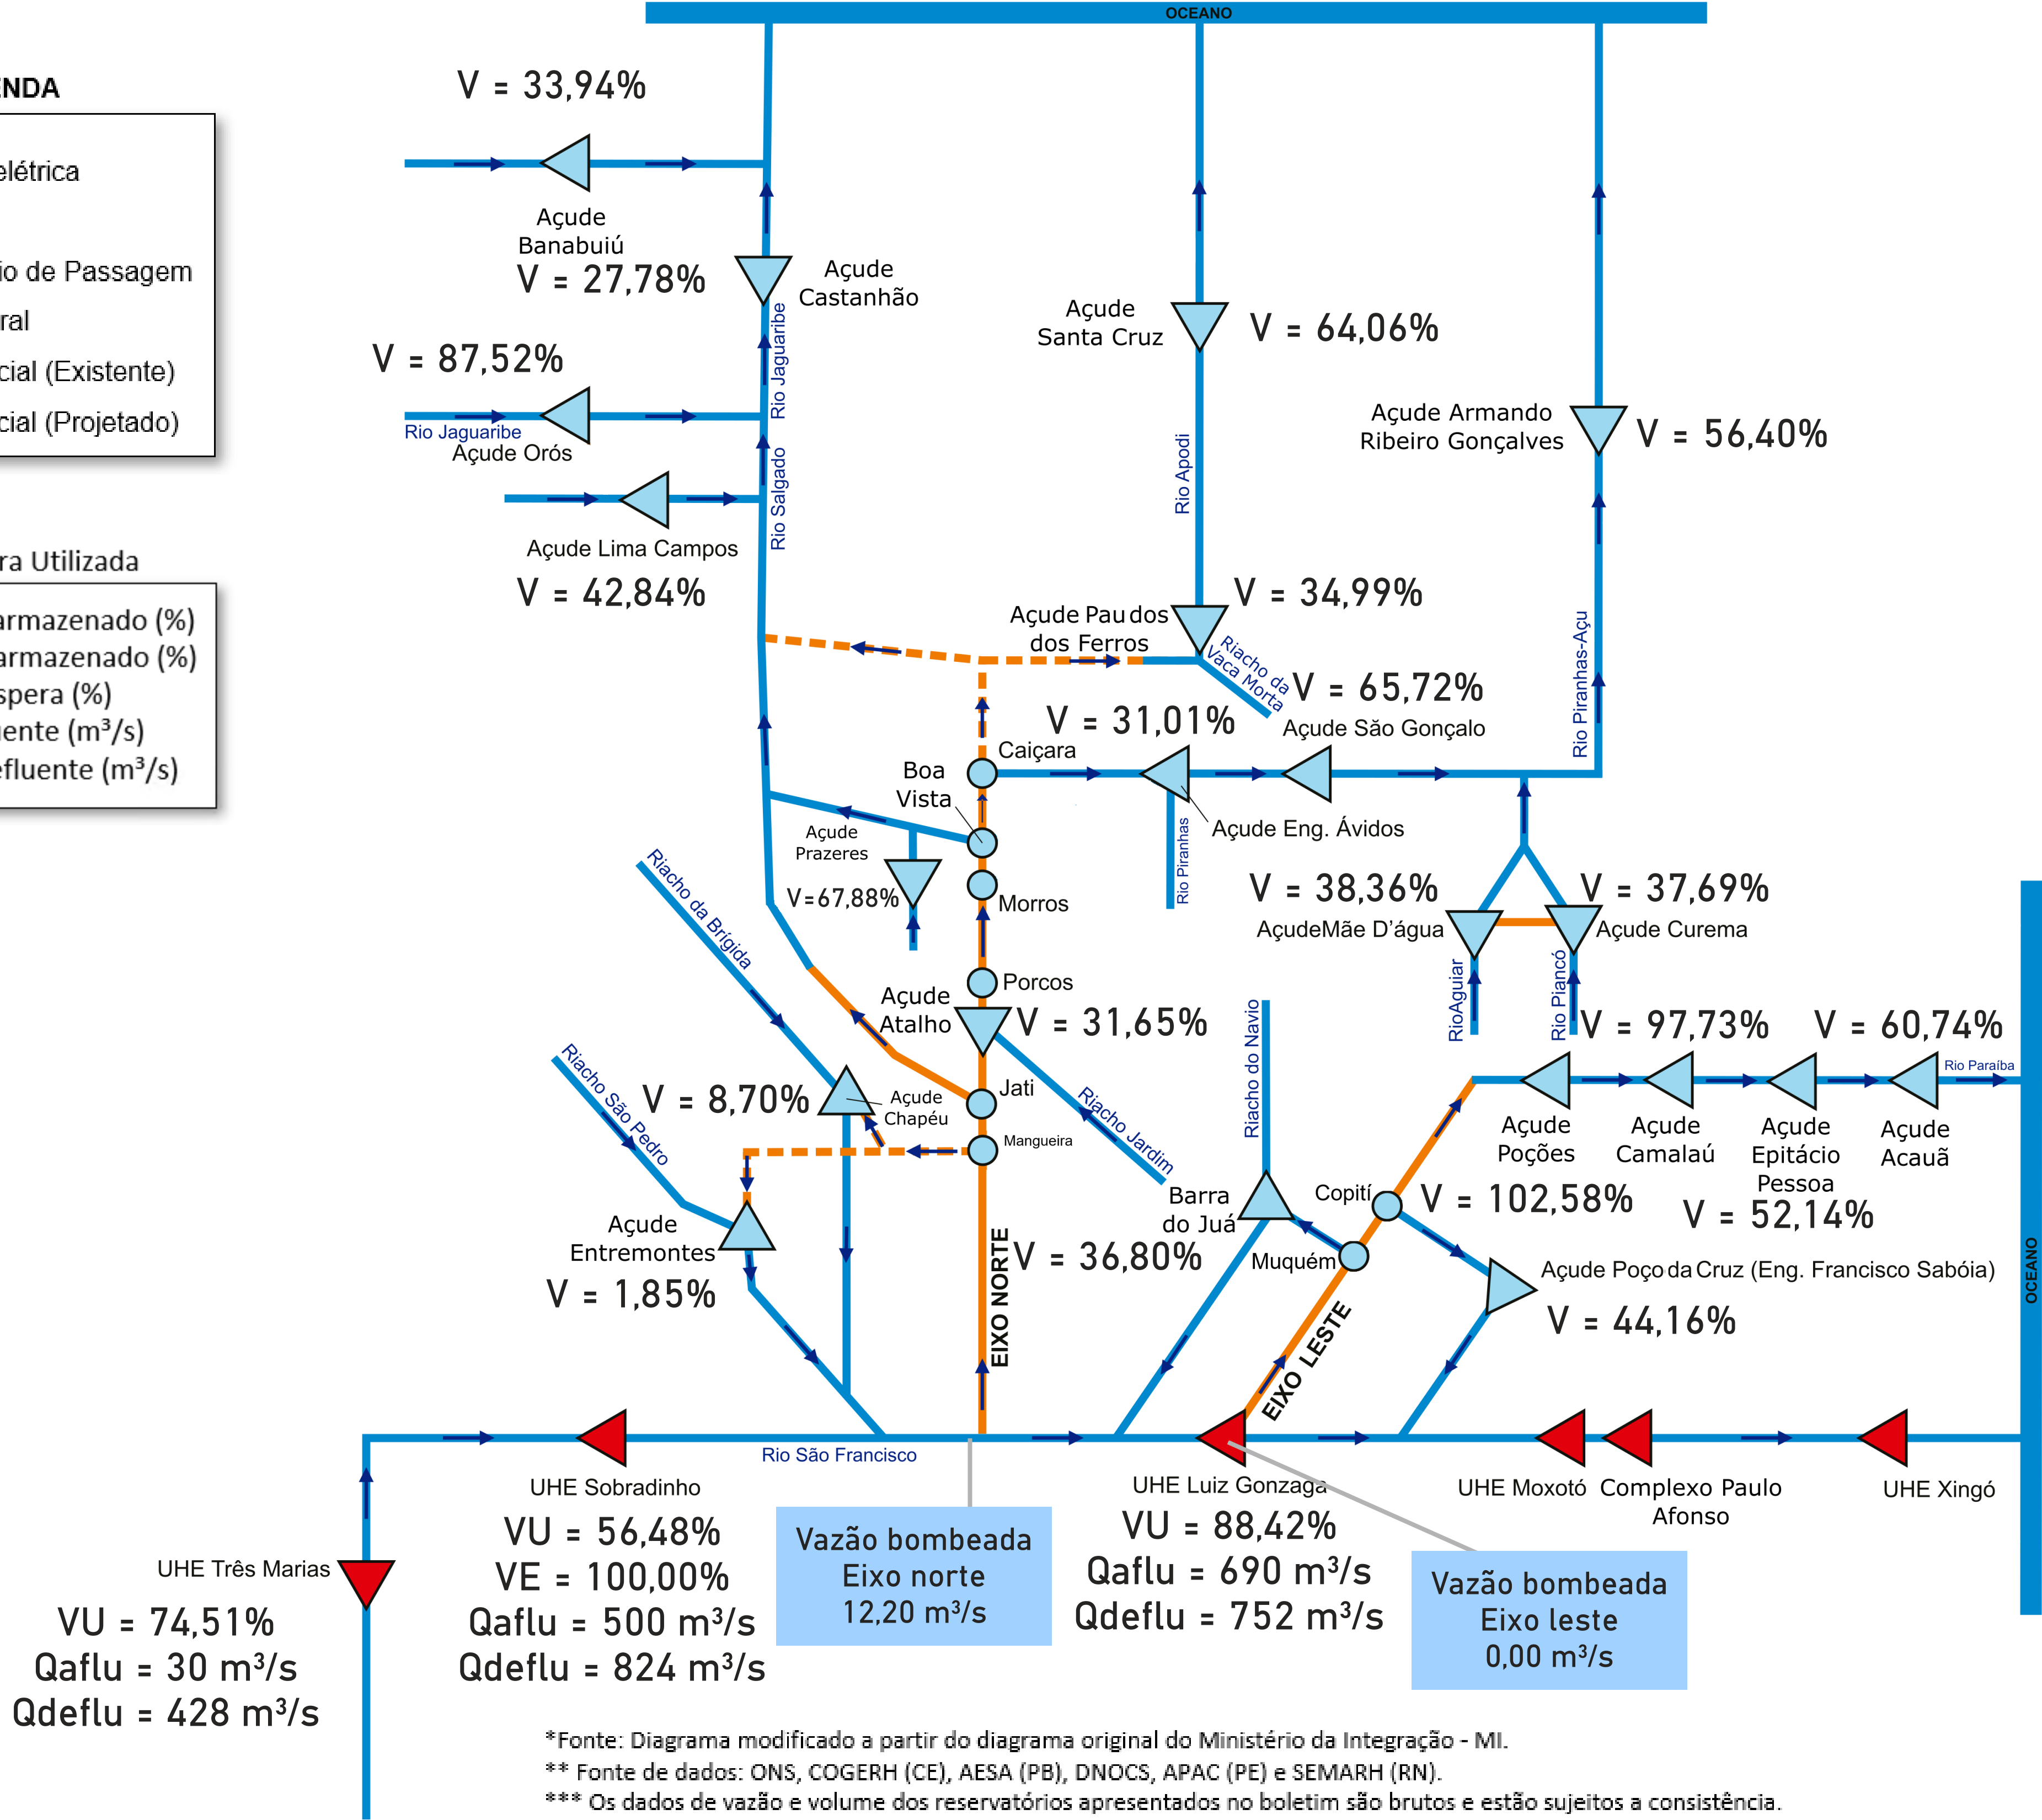 OCEANO
ENDA
elétrica
io de Passagem
ral
cial (Existente)
cial (Projetado)
ra Utilizada
armazenado (%)
armazenado (%)
spera (%)
uente (m³/s)
efluente (m³/s)
V = 33,94%
Açude
Banabuiú
V = 27,78%
Açude
Castanhão
Rio Jaguaribe
V = 87,52%
Rio Jaguaribe
Açude Orós
Rio Salgado
Açude Lima Campos
V = 42,84%
Açude
Santa Cruz
V = 64,06%
Rio Apodi
Açude Armando
Ribeiro Gonçalves
V = 56,40%
Rio Piranhas-Açu
Açude Pau dos
dos Ferros
V = 34,99%
Riacho da
Vaca Morta
V = 65,72%
Açude São Gonçalo
V = 31,01%
Caiçara
Boa
Vista
Açude Eng. Ávidos
Rio Piranhas
Açude
Prazeres
V=67,88%
Morros
Porcos
Açude
Atalho
V = 31,65%
Riacho da Brígida
Riacho São Pedro
V = 8,70%
Açude
Chapéu
Jati
Mangueira
Riacho Jardim
Açude
Entremontes
V = 1,85%
EIXO NORTE
V = 36,80%
V = 38,36%
AçudeMãe D'água
V = 37,69%
Açude Curema
RioAguiar
Rio Piancó
V = 97,73%
V = 60,74%
Rio Paraíba
Açude
Poções
Açude
Camalaú
Açude
Epitácio
Pessoa
Açude
Acauã
V = 102,58%
V = 52,14%
Riacho do Navio
Barra
do Juá
Copití
Muquém
EIXO LESTE
Açude Poço da Cruz (Eng. Francisco Sabóia)
V = 44,16%
OCEANO
Rio São Francisco
UHE Sobradinho
VU = 56,48%
VE = 100,00%
Qaflu = 500 m³/s
Qdeflu = 824 m³/s
UHE Três Marias
VU = 74,51%
Qaflu = 30 m³/s
Qdeflu = 428 m³/s
Vazão bombeada
Eixo norte
12,20 m³/s
UHE Luiz Gonzaga
VU = 88,42%
Qaflu = 690 m³/s
Qdeflu = 752 m³/s
Vazão bombeada
Eixo leste
0,00 m³/s
UHE Moxotó
Complexo Paulo
Afonso
UHE Xingó
*Fonte: Diagrama modificado a partir do diagrama original do Ministério da Integração - MI.
** Fonte de dados: ONS, COGERH (CE), AESA (PB), DNOCS, APAC (PE) e SEMARH (RN).
*** Os dados de vazão e volume dos reservatórios apresentados no boletim são brutos e estão sujeitos a consistência.